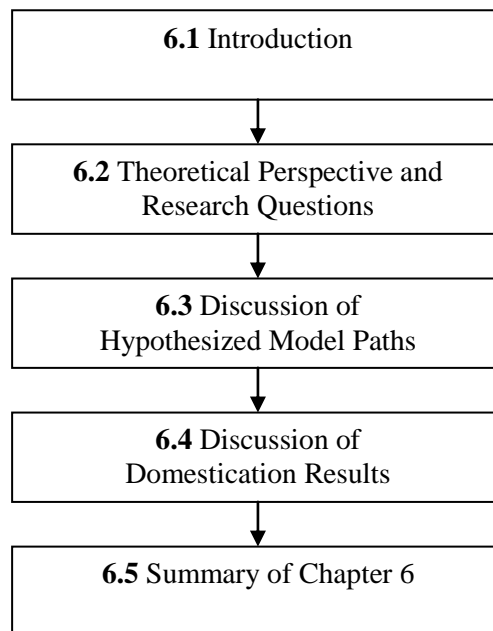 6.1 Introduction
6.2 Theoretical Perspective and
Research Questions
6.3 Discussion of
Hypothesized Model Paths
6.4 Discussion of
Domestication Results
6.5 Summary of Chapter 6